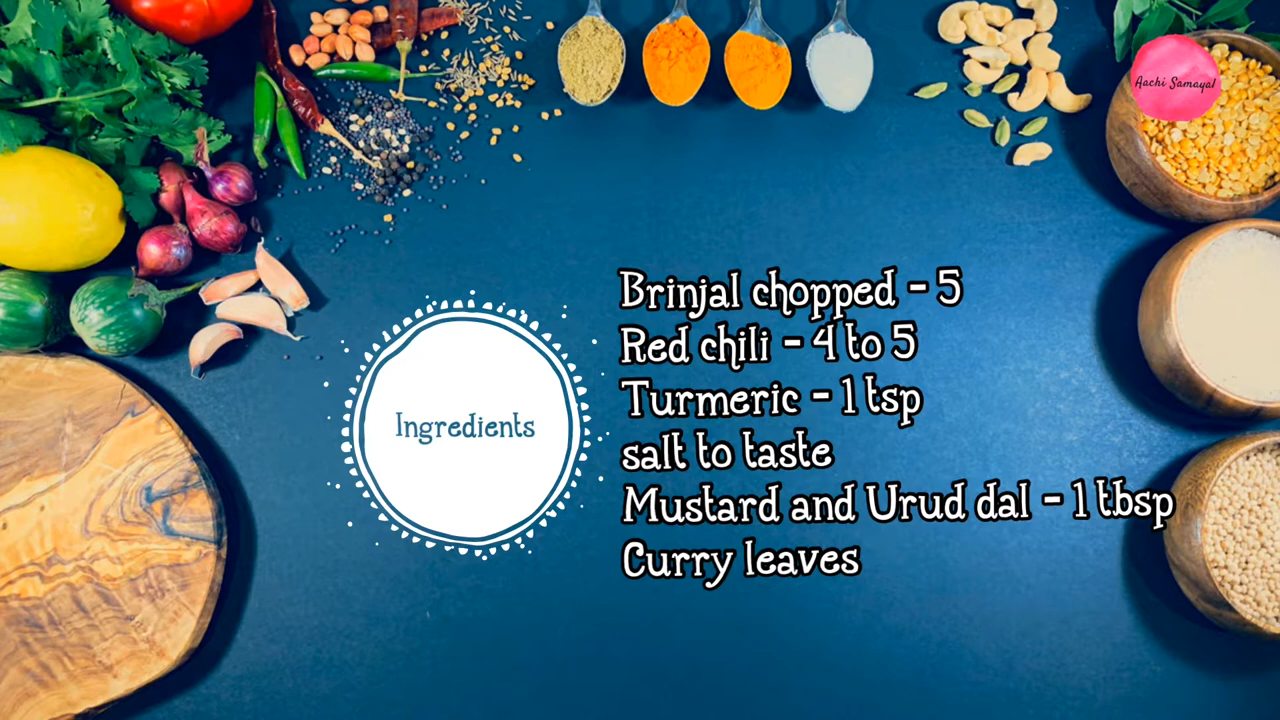 Aachi Samayal
Brinjal chopped - 5
Red chili - 4 to 5
Turmeric - 1 tsp
salt to taste
Mustard and Urud dal - 1 tbsp
Curry leaves
Ingredients